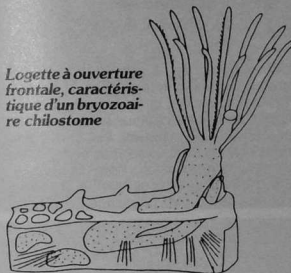 Logette à ouverture
frontale, caractéris-
tique d'un bryozoai-
re chilostome